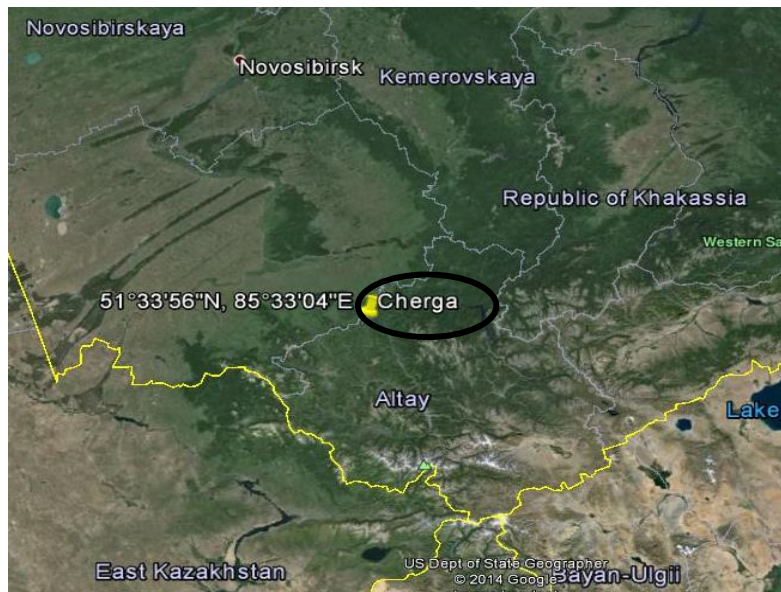 Novosibirskaya
Novosibirsk
Kemerovskaya
Republic of Khakassia
Western Sa
51°33'56"N, 85°33'04"E
Cherga
Altay
Lake
East Kazakhstan
US Dept of State Geographer
© 2014 Google
Bayan-Ulgii